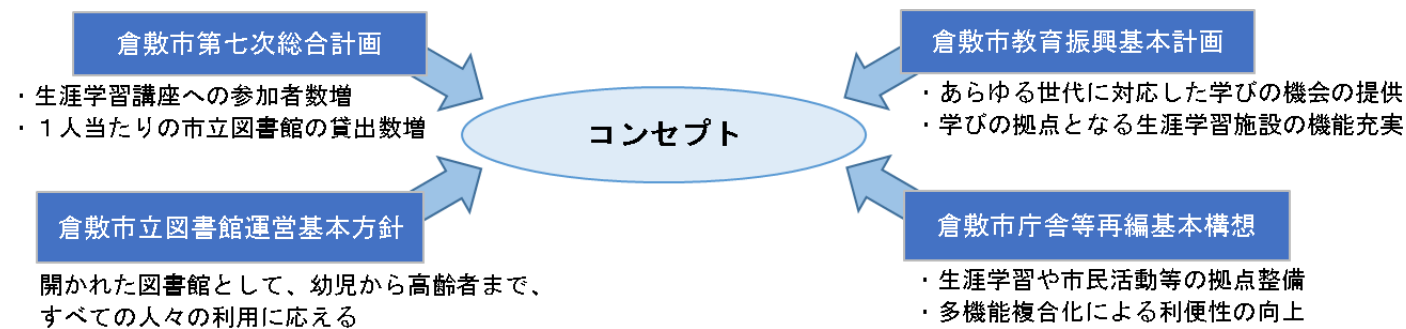 倉敷市第七次総合計画
・生涯学習講座への参加者数増
・１人当たりの市立図書館の貸出数増
倉敷市教育振興基本計画
・あらゆる世代に対応した学びの機会の提供
・学びの拠点となる生涯学習施設の機能充実
コンセプト
倉敷市立図書館運営基本方針
開かれた図書館として、幼児から高齢者まで、
すべての人々の利用に応える
倉敷市庁舎等再編基本構想
・生涯学習や市民活動等の拠点整備
・多機能複合化による利便性の向上